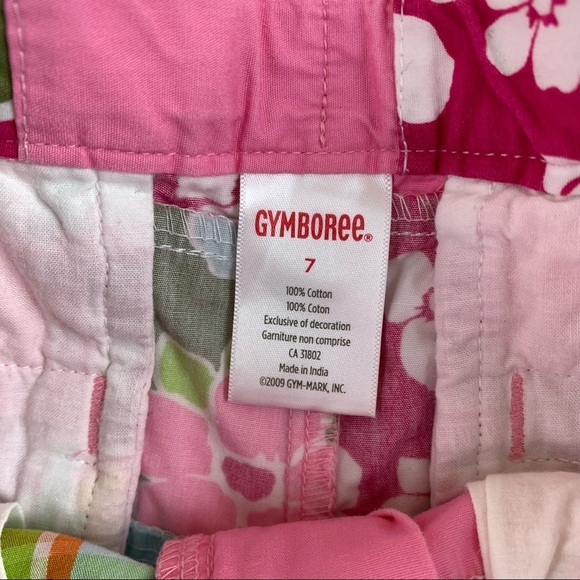 GYMBOREE®
7
100% Cotton
100% Coton
Exclusive of decoration
Garniture non comprise
CA 31802
Made in India
©2009 GYM-MARK, INC.